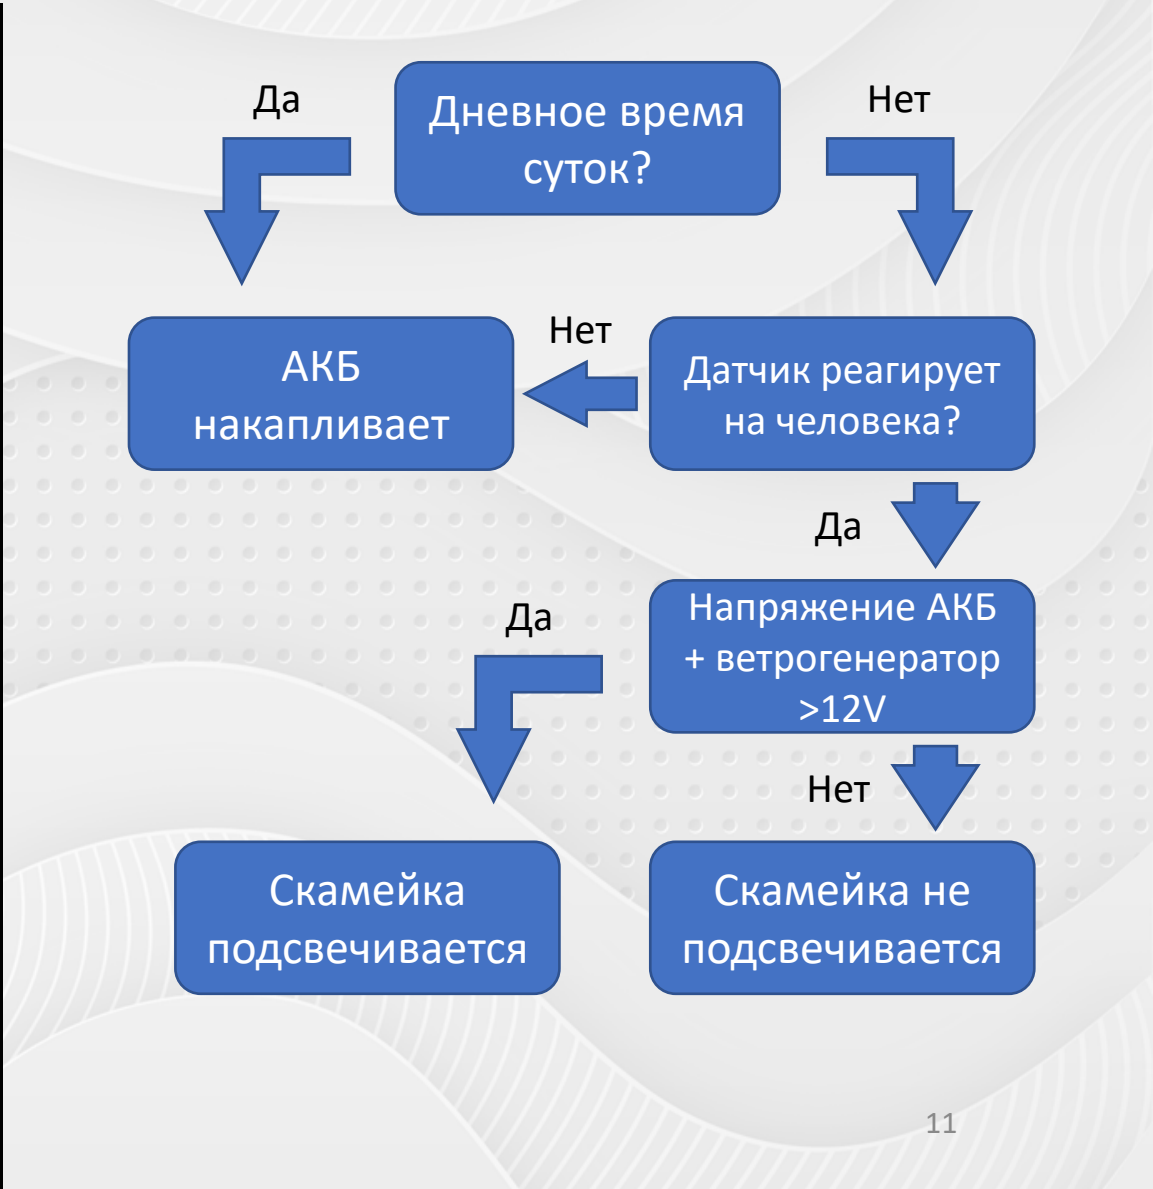 Да
Дневное время
суток?
Нет
АКБ
накапливает
Нет
Датчик реагирует
на человека?
Да
Напряжение АКБ
+ ветрогенератор
>12V
Да
Нет
Скамейка
подсвечивается
Скамейка не
подсвечивается
11